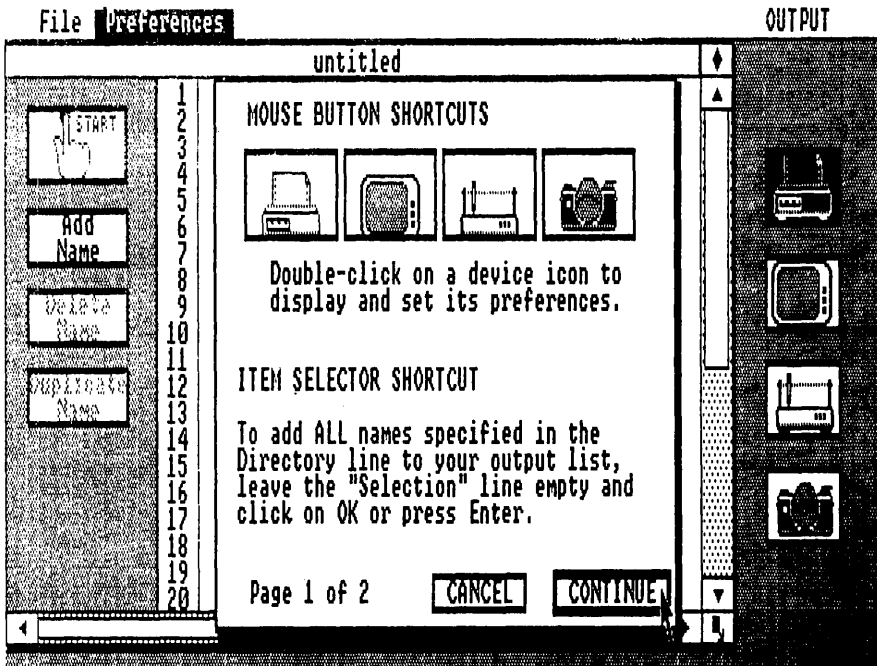 File Preferences OUTPUT
untitled
START
Add
Name
Delete
Name
Duplicate
Name
1
2
3
4
5
6
7
8
9
10
11
12
13
14
15
16
17
18
19
20
MOUSE BUTTON SHORTCUTS
Double-click on a device icon to
display and set its preferences.
ITEM SELECTOR SHORTCUT
To add ALL names specified in the
Directory line to your output list,
leave the "Selection" line empty and
click on OK or press Enter.
Page 1 of 2 CANCEL CONTINUE